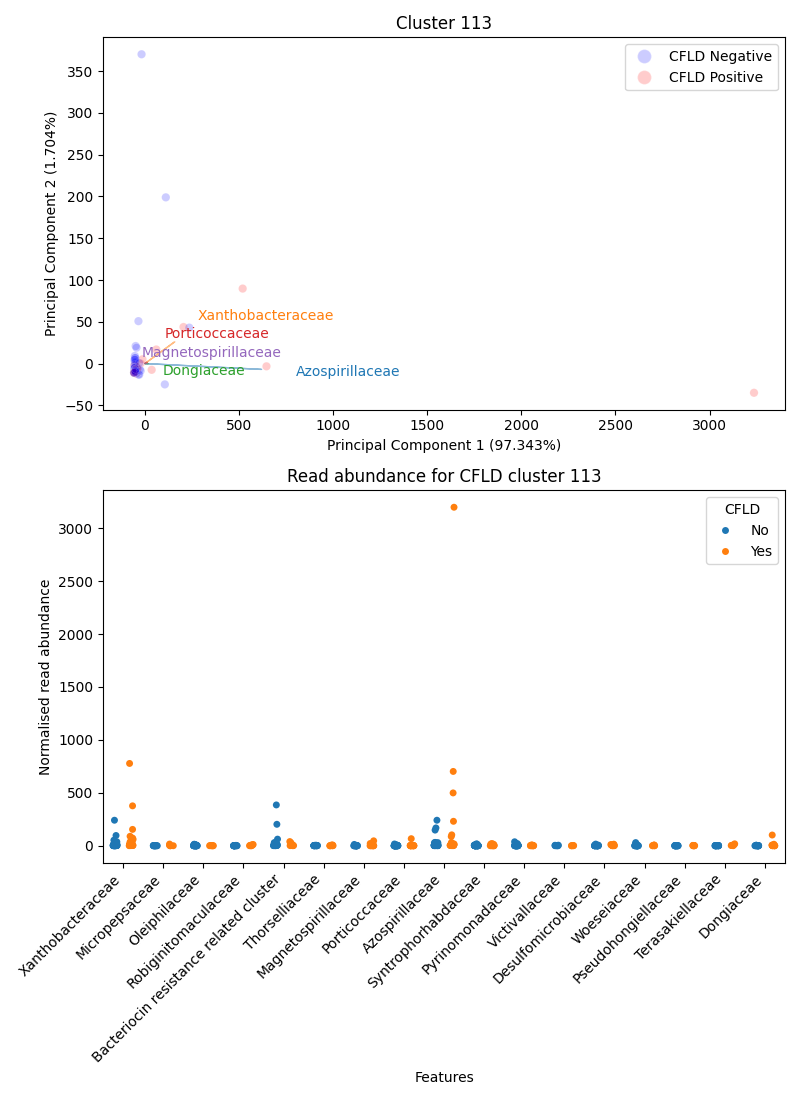 Cluster 113
CFLD Negative
CFLD Positive
350
300
250
200
150
100
50
0
−50
Principal Component 2 (1.704%)
Xanthobacteraceae
Porticoccaceae
Magnetospirillaceae
Dongiaceae
Azospirillaceae
0
500
1000
1500
2000
2500
3000
Principal Component 1 (97.343%)
Read abundance for CFLD cluster 113
CFLD
No
Yes
3000
2500
2000
1500
1000
500
0
Normalised read abundance
Xanthobacteraceae
Micropepsaceae
Oleiphilaceae
Robiginitomaculaceae
Bacteriocin resistance related cluster
Thorselliaceae
Magnetospirillaceae
Porticoccaceae
Azospirillaceae
Syntrophorhabdaceae
Pyrinomonadaceae
Victivallaceae
Desulfomicrobiaceae
Woeseiaceae
Pseudohongiellaceae
Terasakiellaceae
Dongiaceae
Features